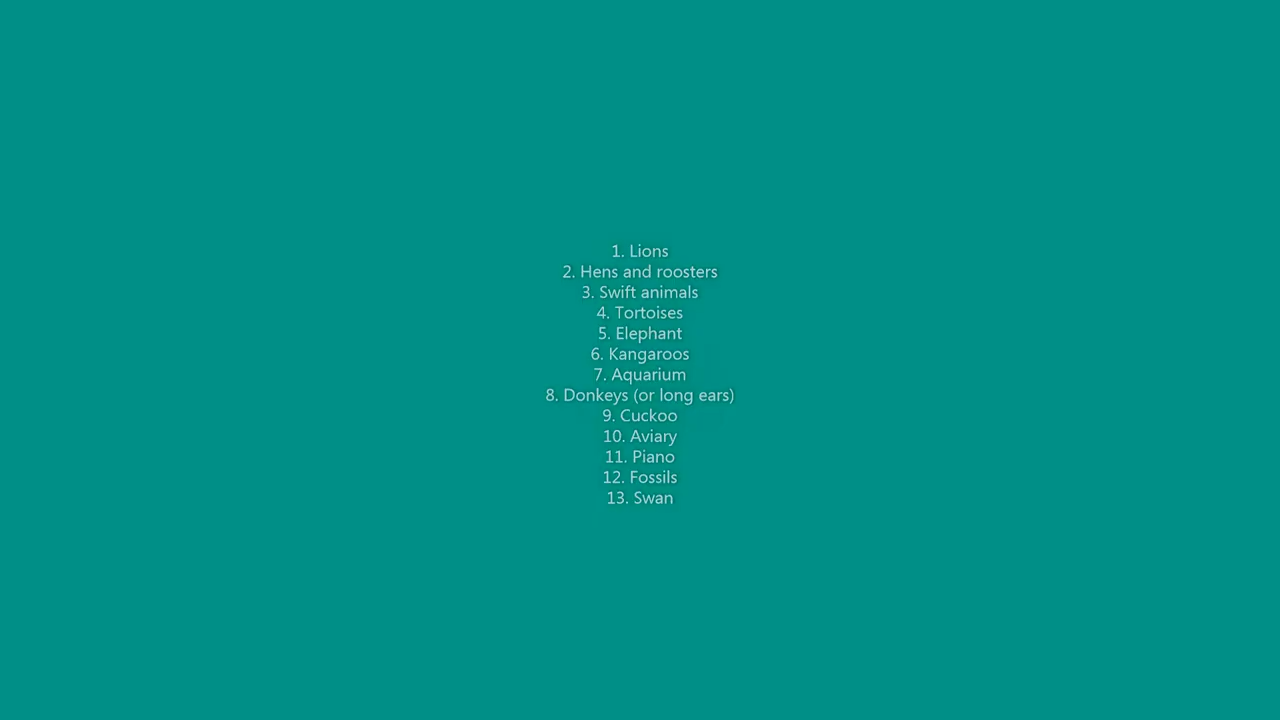 1. Lions
2. Hens and roosters
3. Swift animals
4. Tortoises
5. Elephant
6. Kangaroos
7. Aquarium
8. Donkeys (or long ears)
9. Cuckoo
10. Aviary
11. Piano
12. Fossils
13. Swan